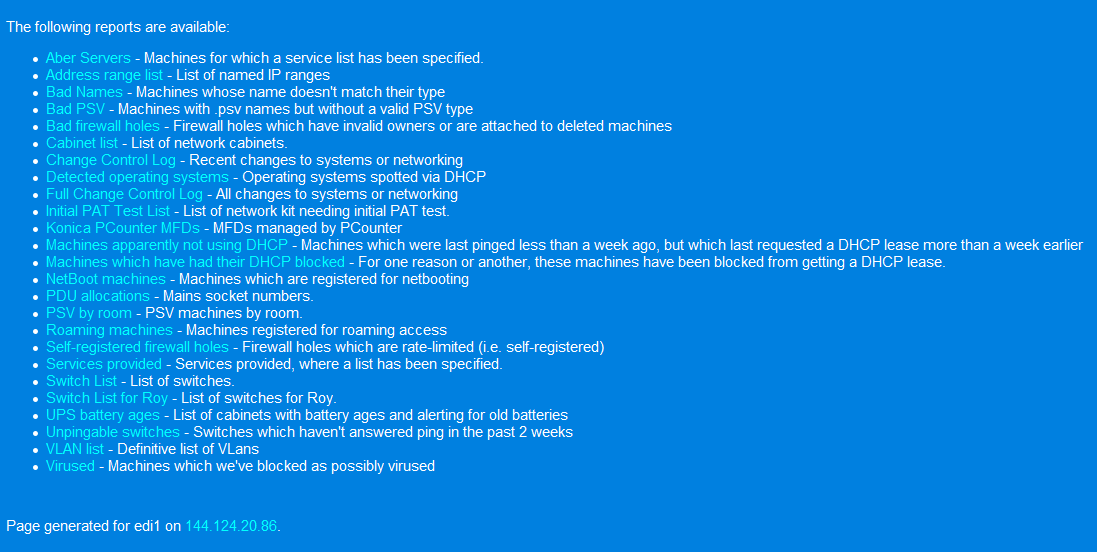 The following reports are available:
Aber Servers - Machines for which a service list has been specified.
Address range list - List of named IP ranges
Bad Names - Machines whose name doesn't match their type
Bad PSV - Machines with .psv names but without a valid PSV type
Bad firewall holes - Firewall holes which have invalid owners or are attached to deleted machines
Cabinet list - List of network cabinets.
Change Control Log - Recent changes to systems or networking
Detected operating systems - Operating systems spotted via DHCP
Full Change Control Log - All changes to systems or networking
Initial PAT Test List - List of network kit needing initial PAT test.
Konica PCounter MFDs - MFDs managed by PCounter
Machines apparently not using DHCP - Machines which were last pinged less than a week ago, but which last requested a DHCP lease more than a week earlier
Machines which have had their DHCP blocked - For one reason or another, these machines have been blocked from getting a DHCP lease.
NetBoot machines - Machines which are registered for netbooting
PDU allocations - Mains socket numbers.
PSV by room - PSV machines by room.
Roaming machines - Machines registered for roaming access
Self-registered firewall holes - Firewall holes which are rate-limited (i.e. self-registered)
Services provided - Services provided, where a list has been specified.
Switch List - List of switches.
Switch List for Roy - List of switches for Roy.
UPS battery ages - List of cabinets with battery ages and alerting for old batteries
Unpingable switches - Switches which haven't answered ping in the past 2 weeks
VLAN list - Definitive list of VLans
Virused - Machines which we've blocked as possibly virused
Page generated for edi1 on 144.124.20.86.